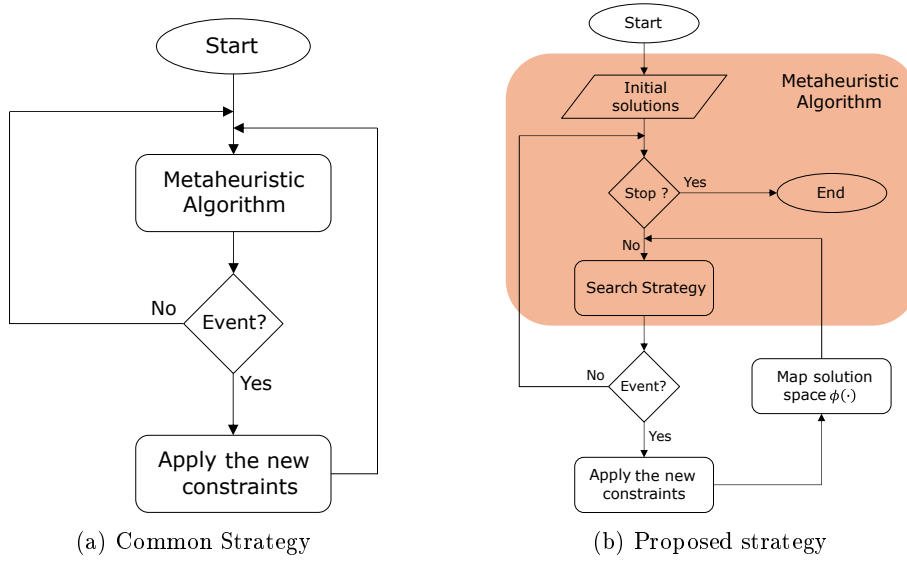 Start
Metaheuristic
Algorithm
Event?
No
Yes
Apply the new
constraints
(a) Common Strategy
Start
Metaheuristic
Algorithm
Initial
solutions
Stop ?
Yes
End
No
Search Strategy
Event?
No
Yes
Map solution
space ϕ(·)
Apply the new
constraints
(b) Proposed strategy